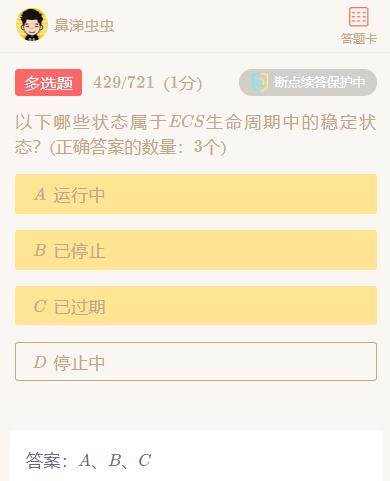 鼻涕虫虫
答题卡
多选题 429/721 (1分) 断点续答保护中
以下哪些状态属于ECS生命周期中的稳定状
态? (正确答案的数量: 3个)
A 运行中
B 已停止
C 已过期
D 停止中
答案: A、B、C